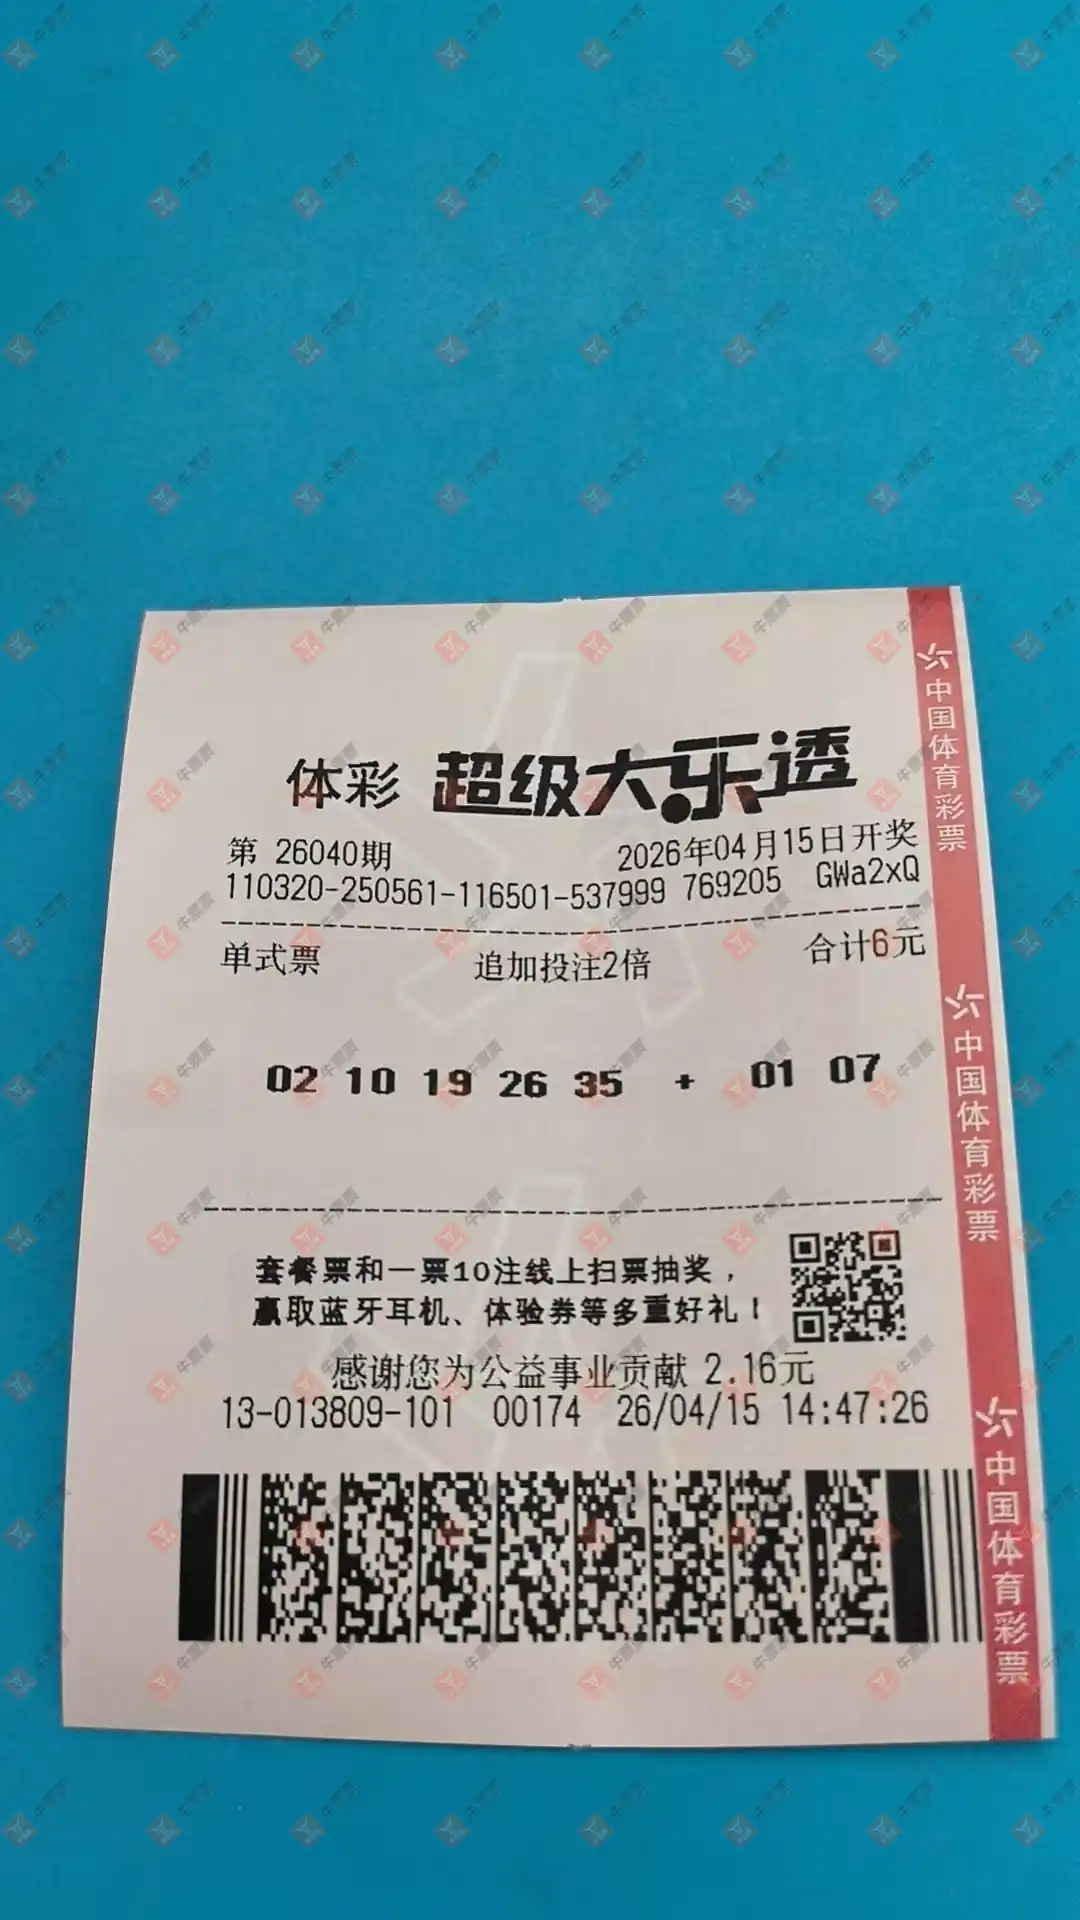 体彩 超级大乐透
第 26040期 2026年04月15日开奖
110320-250561-116501-537999 769205 GWa2xQ
单式票 追加投注2倍 合计6元
02 10 19 26 35 + 01 07
套餐票和一票10注线上扫票抽奖，
赢取蓝牙耳机、体验券等多重好礼！
感谢您为公益事业贡献 2.16元
13-013809-101 00174 26/04/15 14:47:26
中国体育彩票
中国体育彩票
中国体育彩票